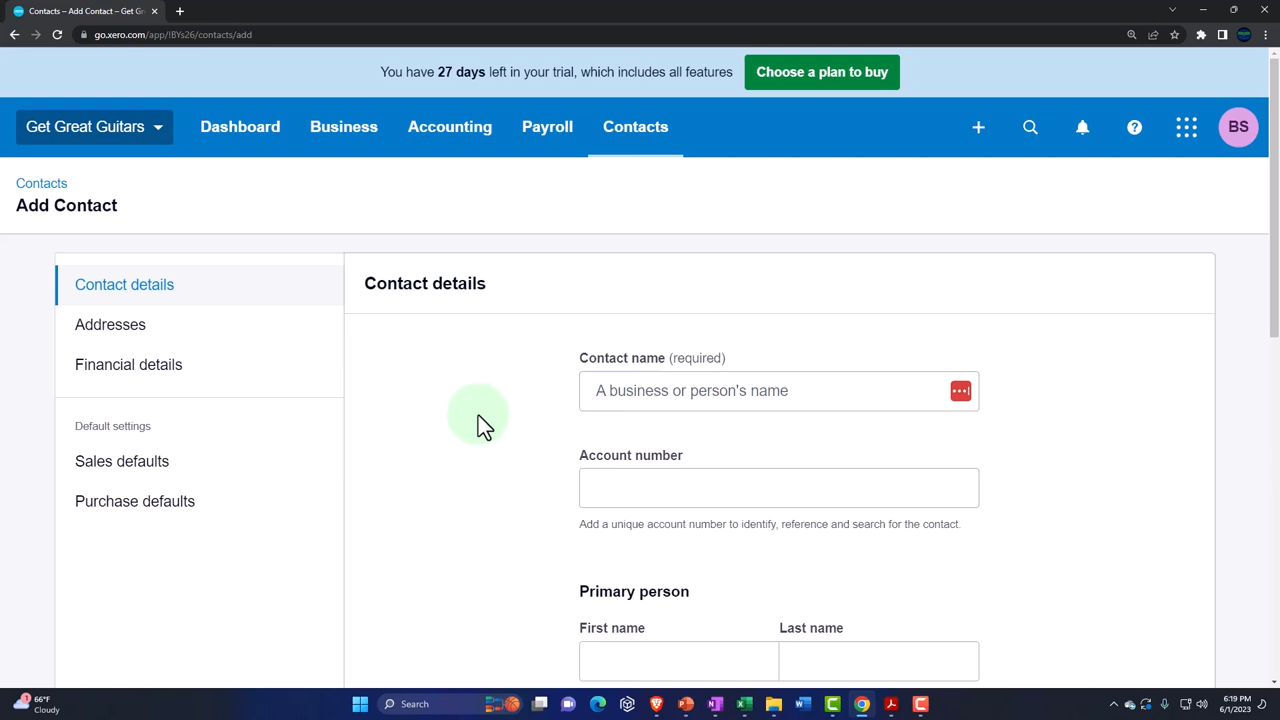 Contacts – Add Contact – Get Gr
go.xero.com/app/!BYs26/contacts/add
You have 27 days left in your trial, which includes all features
Choose a plan to buy
Get Great Guitars
Dashboard
Business
Accounting
Payroll
Contacts
BS
Contacts
Add Contact
Contact details
Addresses
Financial details
Default settings
Sales defaults
Purchase defaults
Contact details
Contact name (required)
A business or person's name
Account number
Add a unique account number to identify, reference and search for the contact.
Primary person
First name
Last name
1
66°F
Cloudy
Search
6:19 PM
6/1/2023